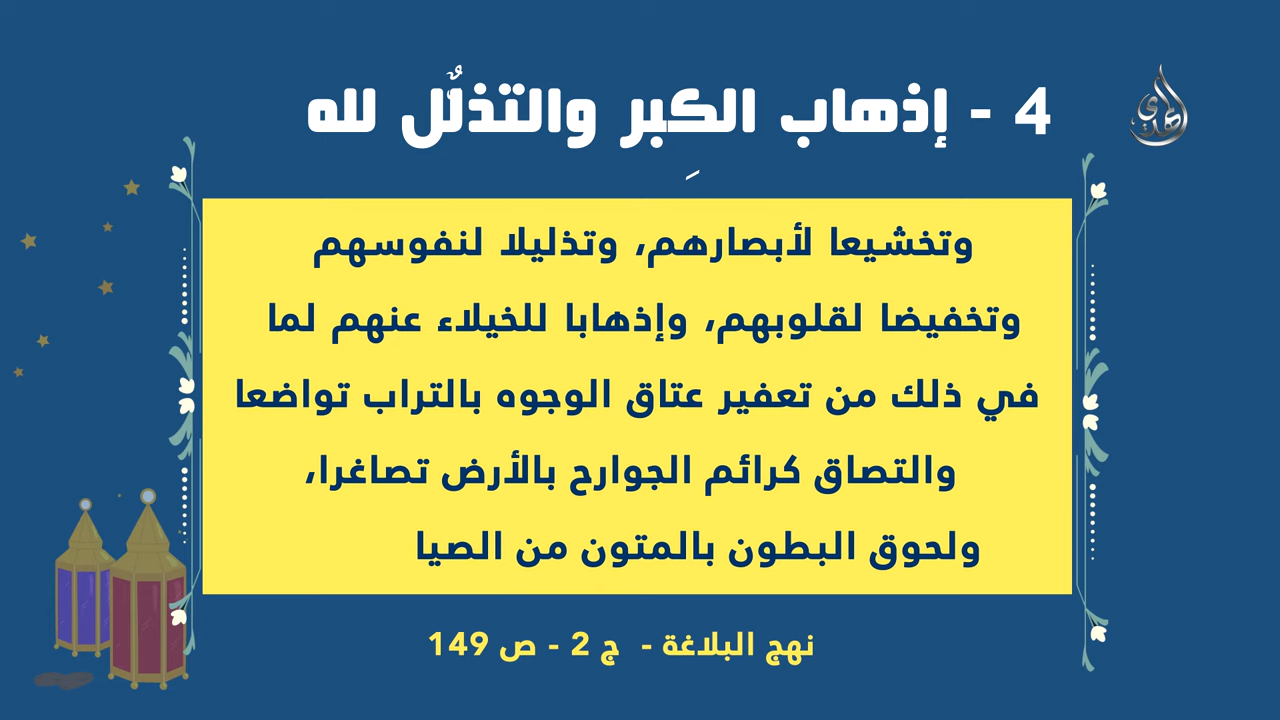 4 - إذهاب الكِبر والتذلُّل لله
الهدى
وتخشيعا لأبصارهم، وتذليلا لنفوسهم
وتخفيضا لقلوبهم، وإذهابا للخيلاء عنهم لما
في ذلك من تعفير عتاق الوجوه بالتراب تواضعا
والتصاق كرائم الجوارح بالأرض تصاغرا،
ولحوق البطون بالمتون من الصيا
نهج البلاغة - ج 2 - ص 149